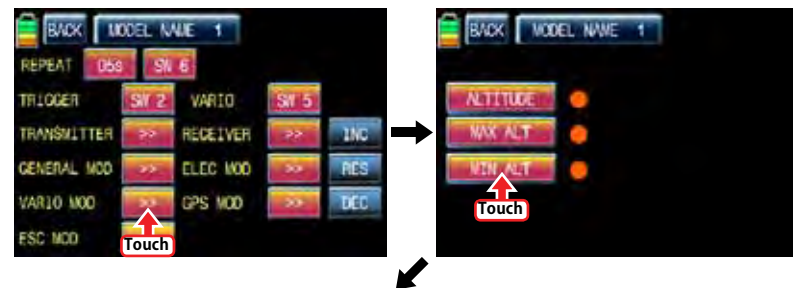 BACK MODEL NAME 1
REPEAT 05s SW 6
TRIGGER SW 2 VARIO SW 5
TRANSMITTER >> RECEIVER >> INC
GENERAL MOD >> ELEC MOD >> RES
VARIO MOD >> GPS MOD >> DEC
ESC MOD
Touch
BACK MODEL NAME 1
ALTITUDE
MAX ALT
MIN ALT
Touch